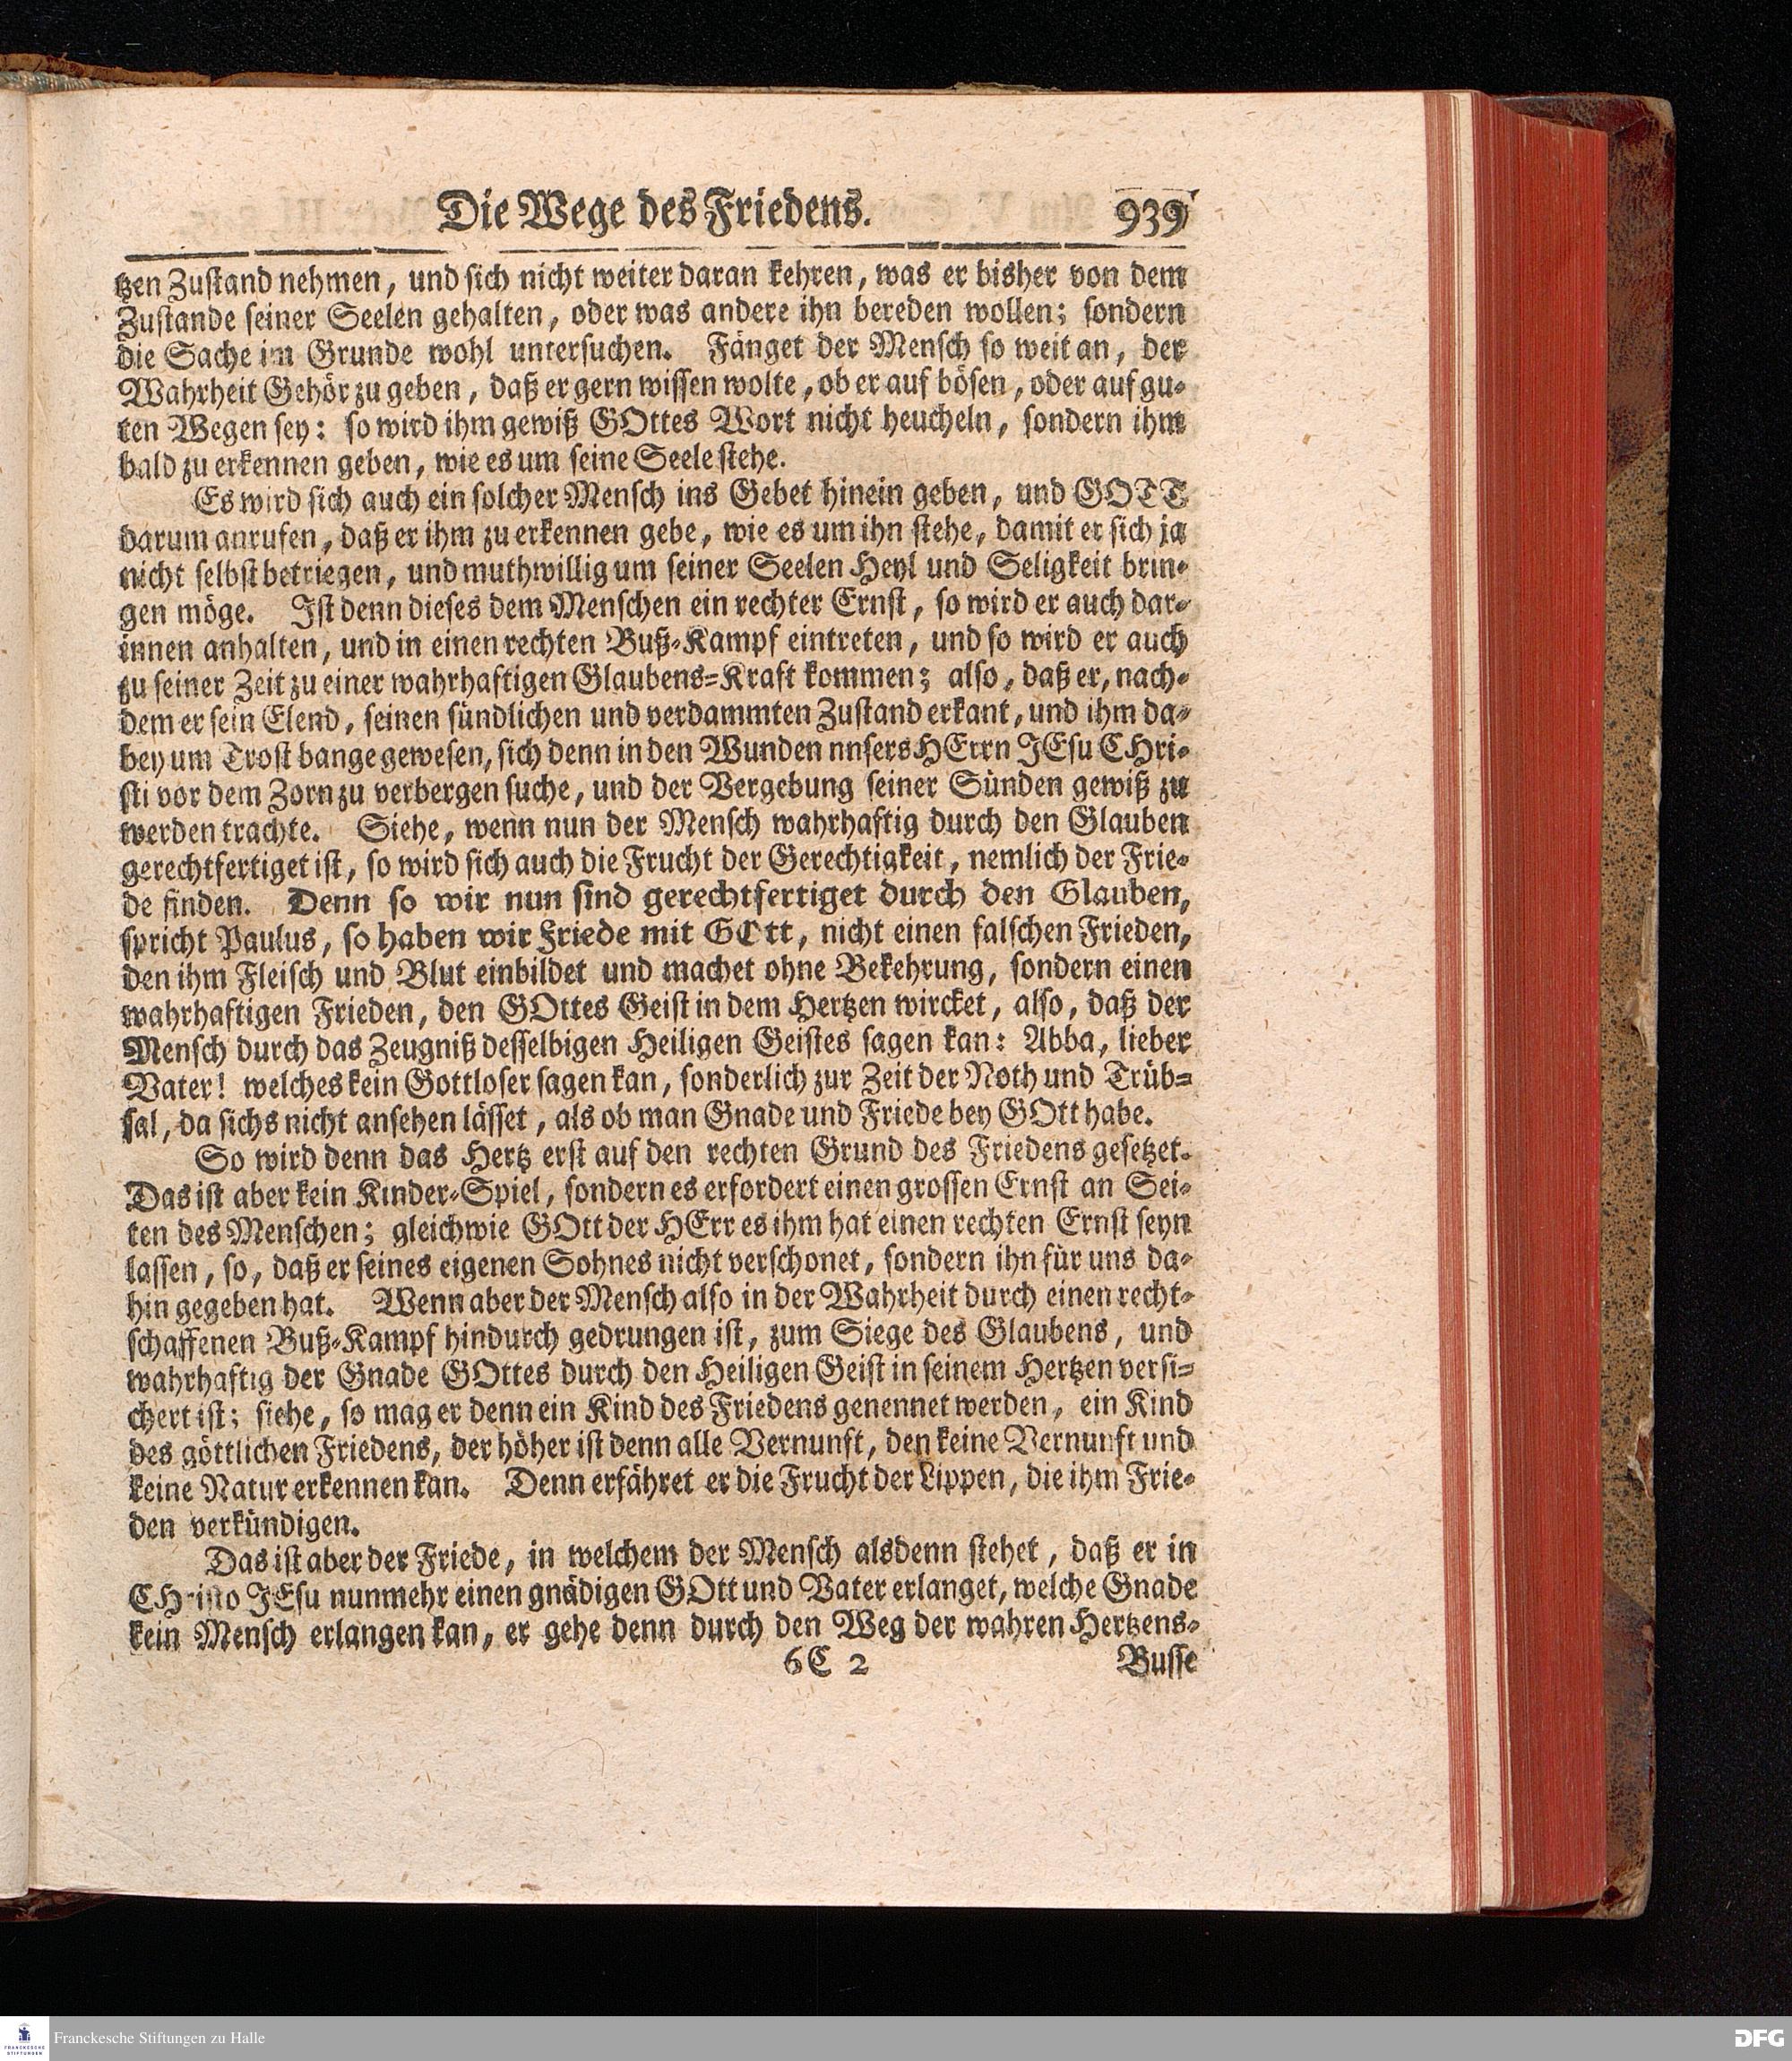 Die Wege des Friedens. 939
tzen Zustand nehmen, und sich nicht weiter daran kehren, was er bisher von dem
Zustande seiner Seelen gehalten, oder was andere ihn bereden wollen; sondern
die Sache im Grunde wohl untersuchen. Fänget der Mensch so weit an, der
Wahrheit Gehör zu geben, daß er gern wissen wolte, ob er auf bösen, oder auf gu-
ten Wegen sey: so wird ihm gewiß GOttes Wort nicht heucheln, sondern ihm
bald zu erkennen geben, wie es um seine Seele stehe.
Es wird sich auch ein solcher Mensch ins Gebet hinein geben, und GOTT
darum anrufen, daß er ihm zu erkennen gebe, wie es um ihn stehe, damit er sich ja
nicht selbst betriegen, und muthwillig um seiner Seelen Heyl und Seligkeit brin-
gen möge. Ist denn dieses dem Menschen ein rechter Ernst, so wird er auch dar-
innen anhalten, und in einen rechten Buß-Kampf eintreten, und so wird er auch
zu seiner Zeit zu einer wahrhaftigen Glaubens-Kraft kommen; also, daß er, nach-
dem er sein Elend, seinen sündlichen und verdammten Zustand erkant, und ihm da-
bey um Trost bange gewesen, sich denn in den Wunden nnsers HErrn JEsu CHri-
sti vor dem Zorn zu verbergen suche, und der Vergebung seiner Sünden gewiß zu
werden trachte. Siehe, wenn nun der Mensch wahrhaftig durch den Glauben
gerechtfertiget ist, so wird sich auch die Frucht der Gerechtigkeit, nemlich der Frie-
de finden. Denn so wir nun sind gerechtfertiget durch den Glauben,
spricht Paulus, so haben wir Friede mit GOtt, nicht einen falschen Frieden,
den ihm Fleisch und Blut einbildet und machet ohne Bekehrung, sondern einen
wahrhaftigen Frieden, den GOttes Geist in dem Hertzen wircket, also, daß der
Mensch durch das Zeugniß desselbigen Heiligen Geistes sagen kan: Abba, lieber
Vater! welches kein Gottloser sagen kan, sonderlich zur Zeit der Noth und Trüb-
sal, da sichs nicht ansehen lässet, als ob man Gnade und Friede bey GOtt habe.
So wird denn das Hertz erst auf den rechten Grund des Friedens gesetzet.
Das ist aber kein Kinder-Spiel, sondern es erfordert einen grossen Ernst an Sei-
ten des Menschen; gleichwie GOtt der HErr es ihm hat einen rechten Ernst seyn
lassen, so, daß er seines eigenen Sohnes nicht verschonet, sondern ihn für uns da-
hin gegeben hat. Wenn aber der Mensch also in der Wahrheit durch einen recht-
schaffenen Buß-Kampf hindurch gedrungen ist, zum Siege des Glaubens, und
wahrhaftig der Gnade GOttes durch den Heiligen Geist in seinem Hertzen versi-
chert ist; siehe, so mag er denn ein Kind des Friedens genennet werden, ein Kind
des göttlichen Friedens, der höher ist denn alle Vernunft, den keine Vernunft und
keine Natur erkennen kan. Denn erfähret er die Frucht der Lippen, die ihm Frie-
den verkündigen.
Das ist aber der Friede, in welchem der Mensch alsdenn stehet, daß er in
CHristo JEsu nunmehr einen gnädigen GOtt und Vater erlanget, welche Gnade
kein Mensch erlangen kan, er gehe denn durch den Weg der wahren Hertzens-
6C 2 Busse
FRANCKESCHE STIFTUNGEN
Franckesche Stiftungen zu Halle
DFG